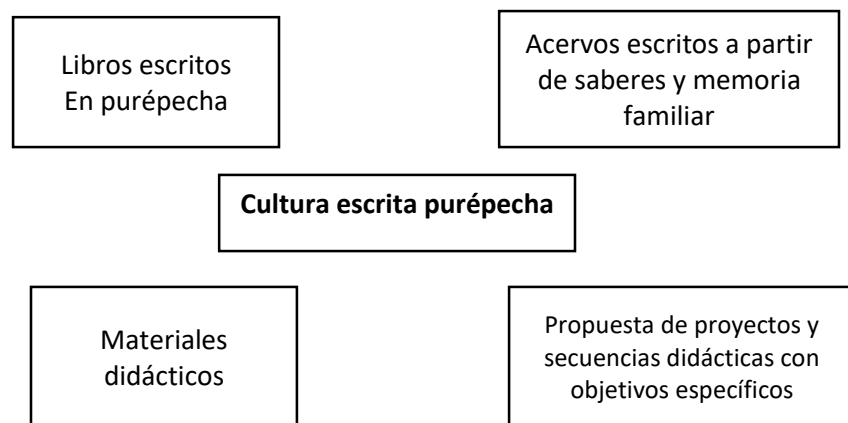 Libros escritos
En purépecha
Acervos escritos a partir
de saberes y memoria
familiar
Cultura escrita purépecha
Materiales
didácticos
Propuesta de proyectos y
secuencias didácticas con
objetivos específicos